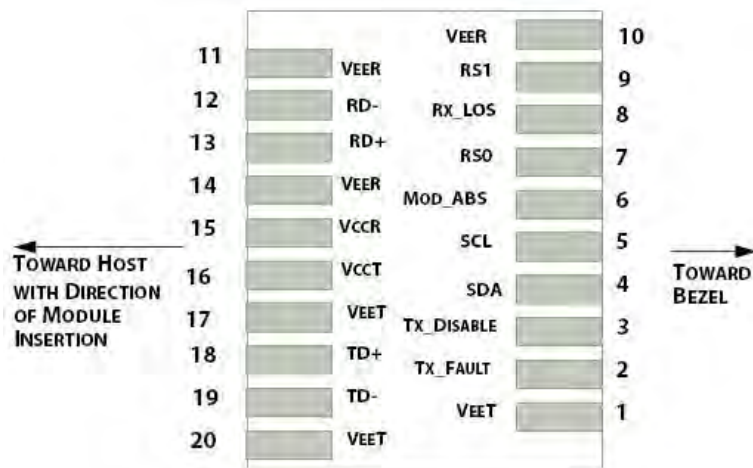 11 VEER
12 RD-
13 RD+
14 VEER
15 VCCR
16 VCCT
17 VEET
18 TD+
19 TD-
20 VEET
VEER 10
RS1 9
RX_LOS 8
RS0 7
MOD_ABS 6
SCL 5
SDA 4
TX_DISABLE 3
TX_FAULT 2
VEET 1
TOWARD HOST
WITH DIRECTION
OF MODULE
INSERTION
TOWARD
BEZEL